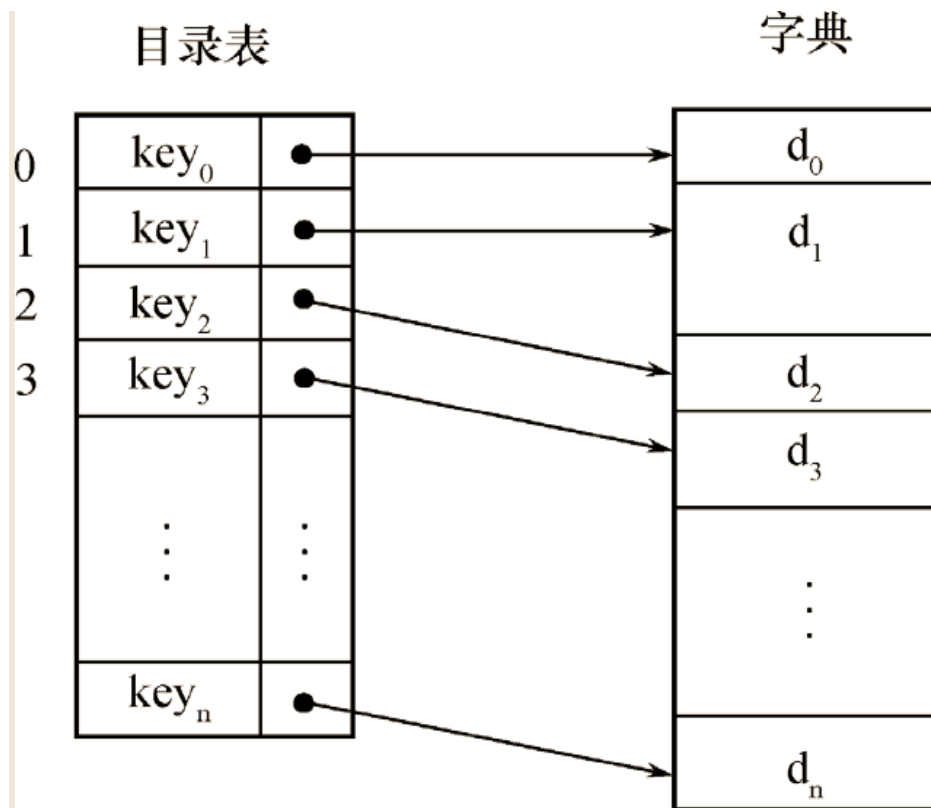 目录表
字典
0 key₀ d₀
1 key₁ d₁
2 key₂ d₂
3 key₃ d₃
⋮ ⋮ ⋮
keyₙ dₙ